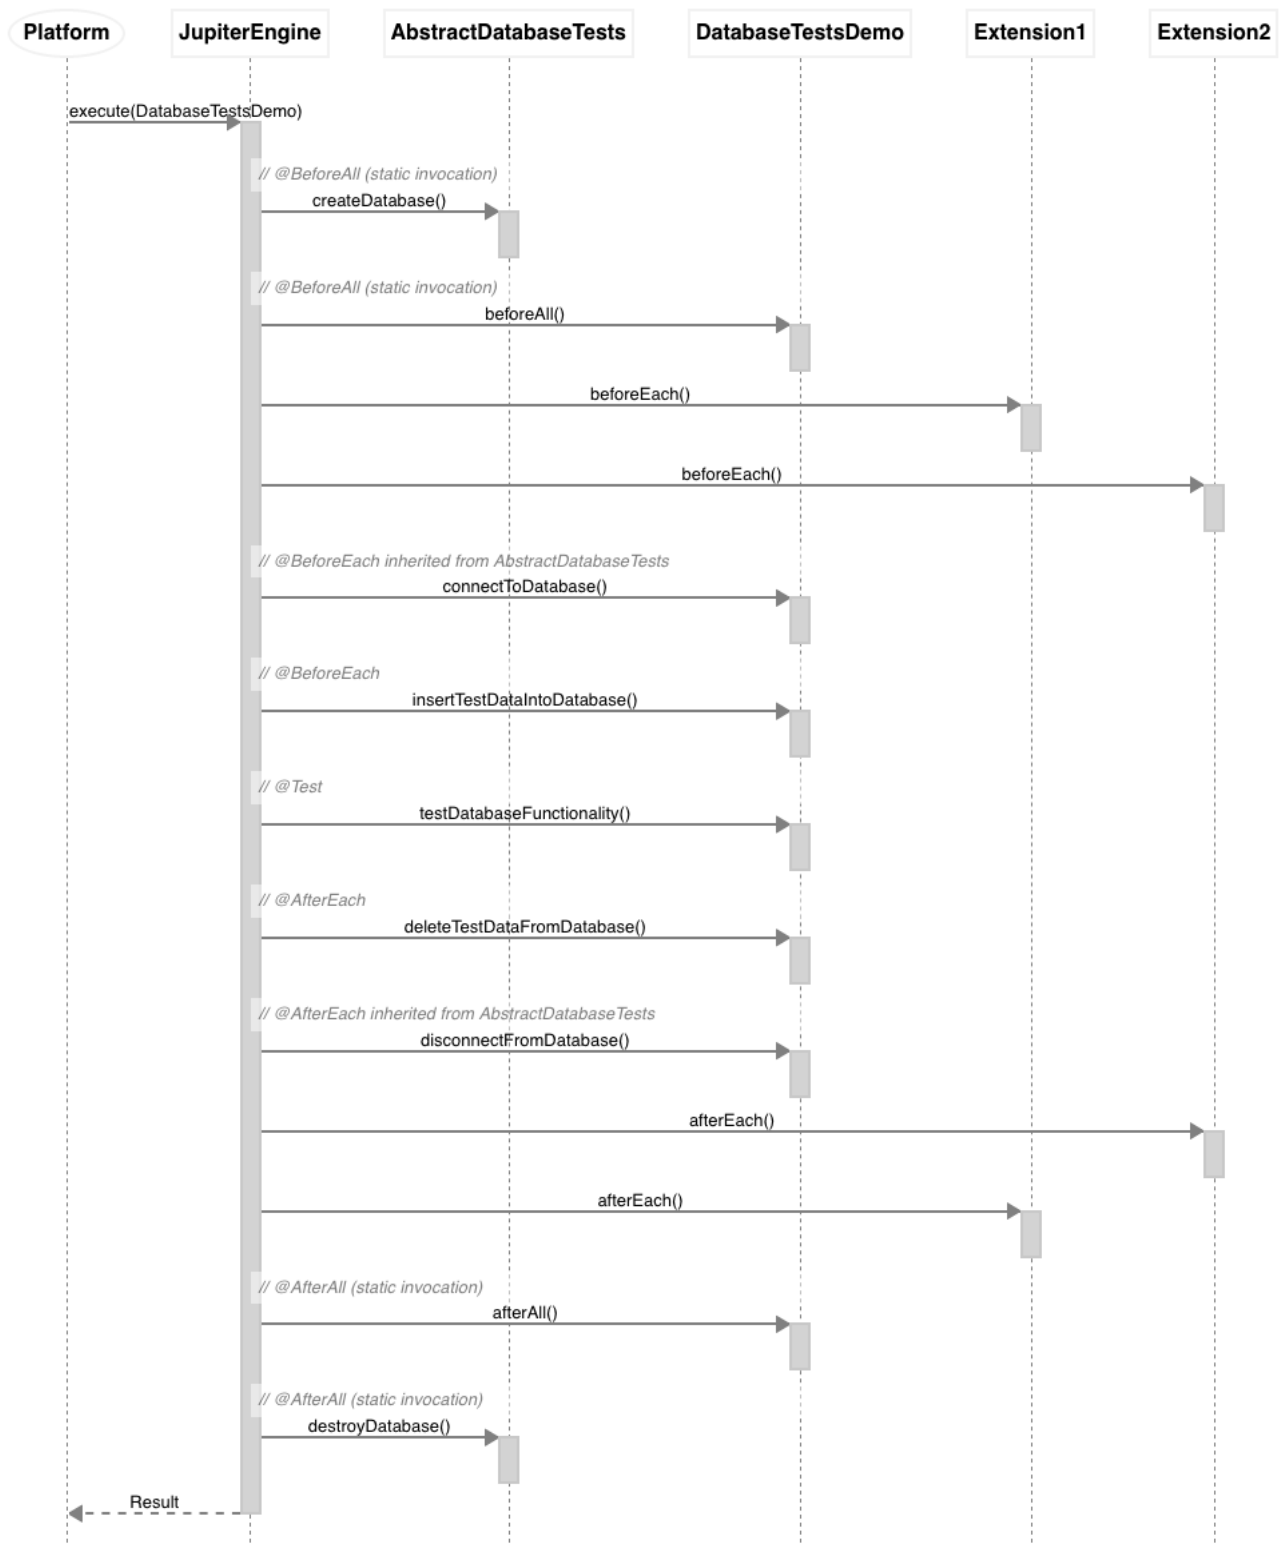 Platform JupiterEngine AbstractDatabaseTests DatabaseTestsDemo Extension1 Extension2
execute(DatabaseTestsDemo)
// @BeforeAll (static invocation)
createDatabase()
// @BeforeAll (static invocation)
beforeAll()
beforeEach()
beforeEach()
// @BeforeEach inherited from AbstractDatabaseTests
connectToDatabase()
// @BeforeEach
insertTestDataIntoDatabase()
// @Test
testDatabaseFunctionality()
// @AfterEach
deleteTestDataFromDatabase()
// @AfterEach inherited from AbstractDatabaseTests
disconnectFromDatabase()
afterEach()
afterEach()
// @AfterAll (static invocation)
afterAll()
// @AfterAll (static invocation)
destroyDatabase()
Result